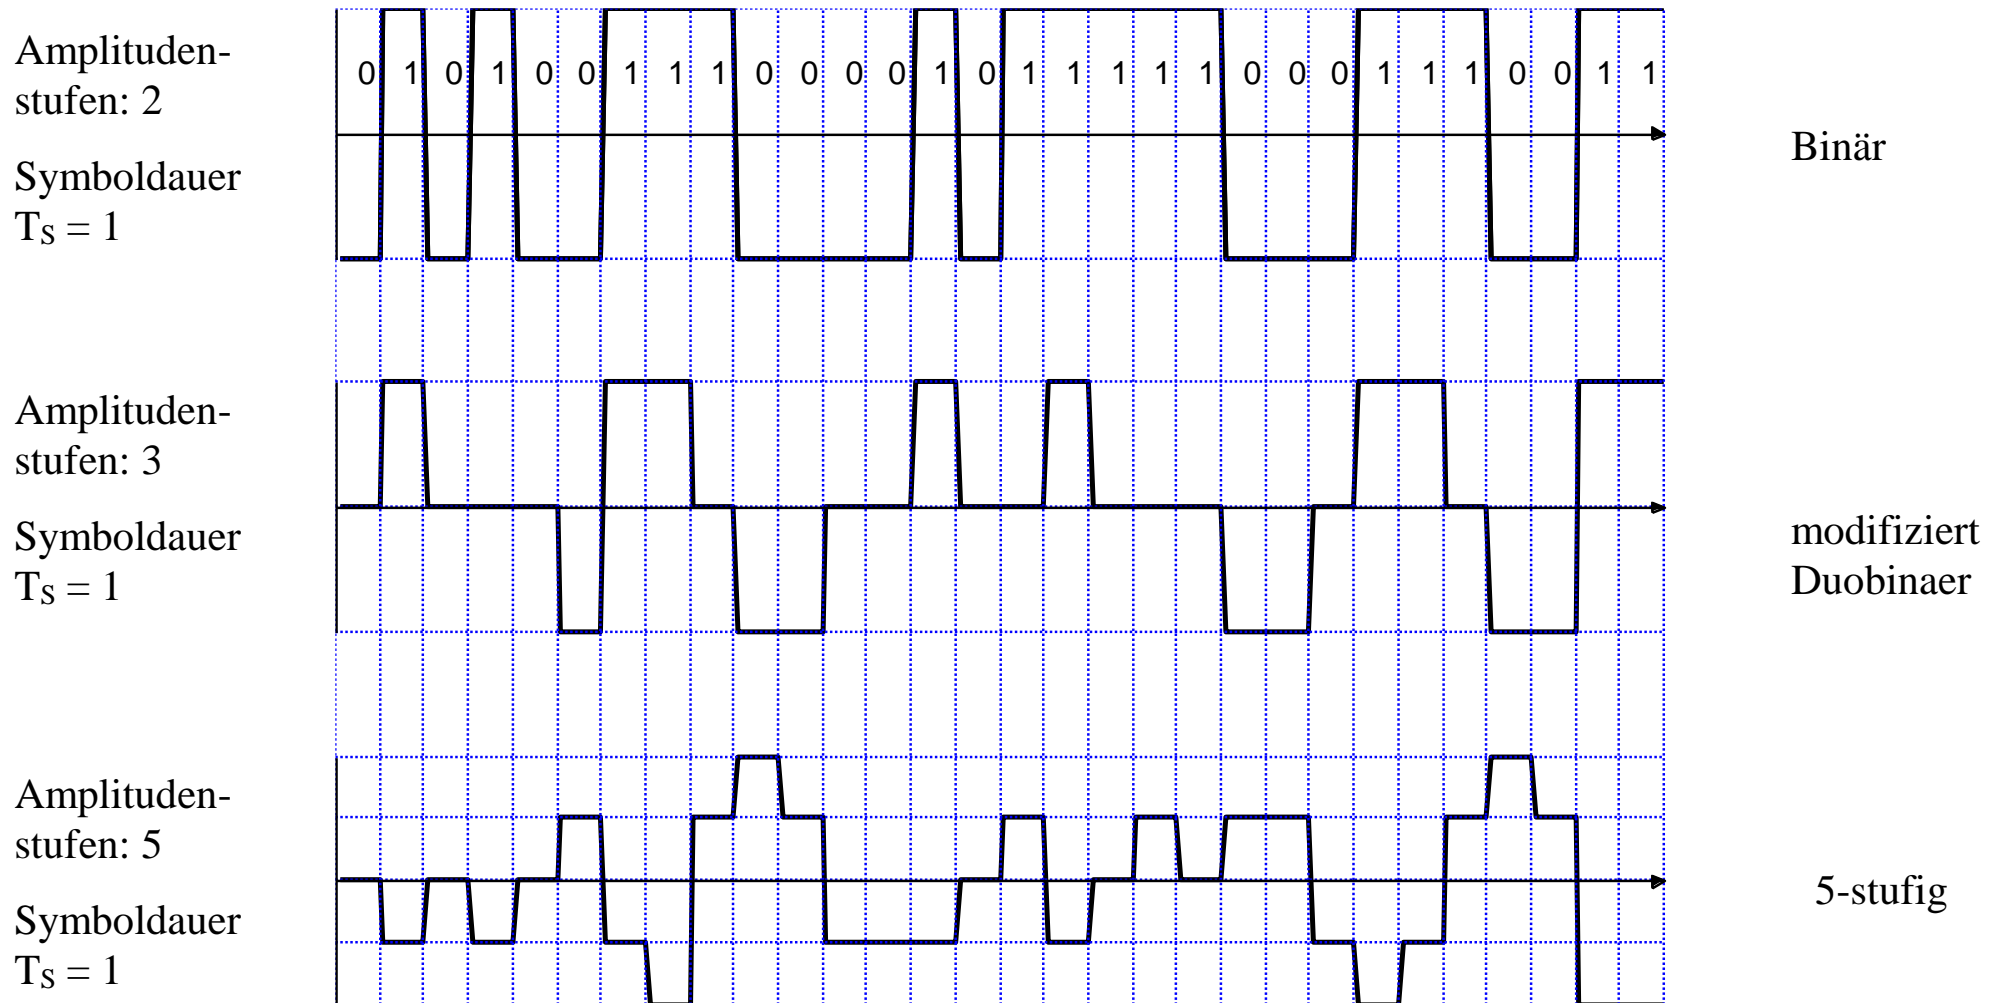 Amplituden-
stufen: 2
Symboldauer
Ts = 1
0 1 0 1 0 0 1 1 1 0 0 0 0 1 0 1 1 1 1 1 0 0 0 1 1 1 0 0 1 1
Binär
Amplituden-
stufen: 3
Symboldauer
Ts = 1
modifiziert
Duobinaer
Amplituden-
stufen: 5
Symboldauer
Ts = 1
5-stufig